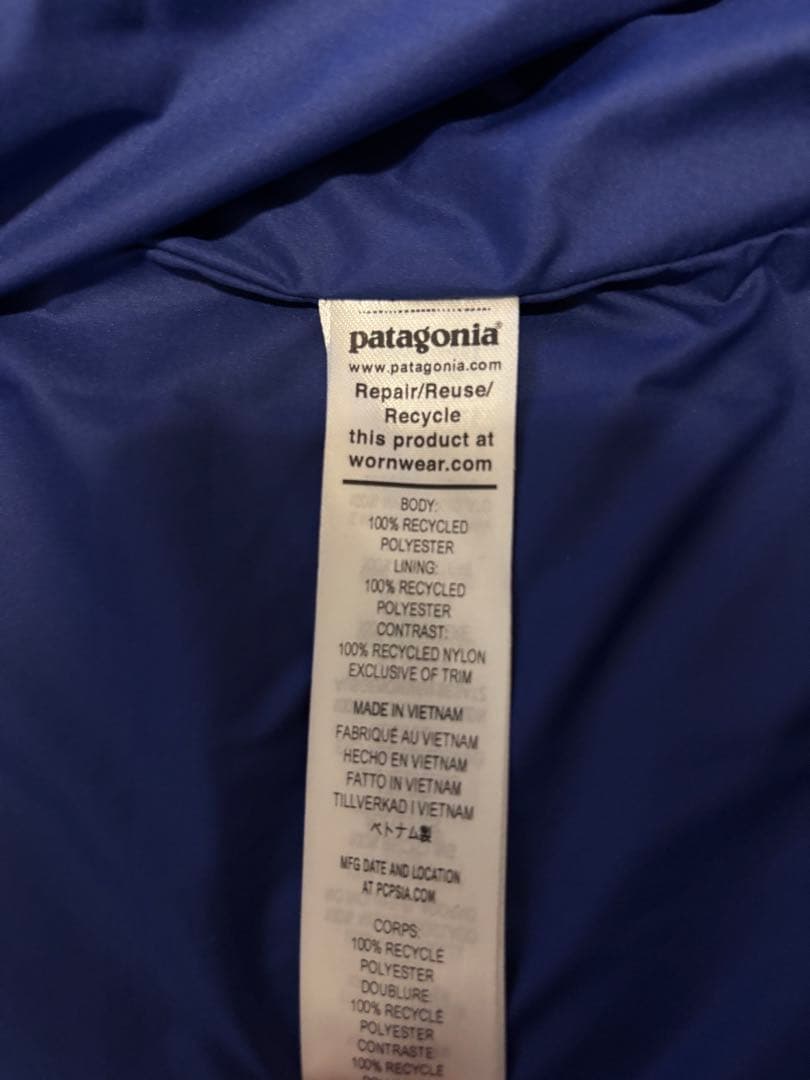 patagonia®
www.patagonia.com
Repair/Reuse/
Recycle
this product at
wornwear.com
BODY:
100% RECYCLED
POLYESTER
LINING:
100% RECYCLED
POLYESTER
CONTRAST:
100% RECYCLED NYLON
EXCLUSIVE OF TRIM
MADE IN VIETNAM
FABRIQUÉ AU VIETNAM
HECHO EN VIETNAM
FATTO IN VIETNAM
TILLVERKAD I VIETNAM
ベトナム製
MFG DATE AND LOCATION
AT PCPSIA.COM
CORPS:
100% RECYCLÉ
POLYESTER
DOUBLURE:
100% RECYCLÉ
POLYESTER
CONTRASTE:
100% RECYCLÉ